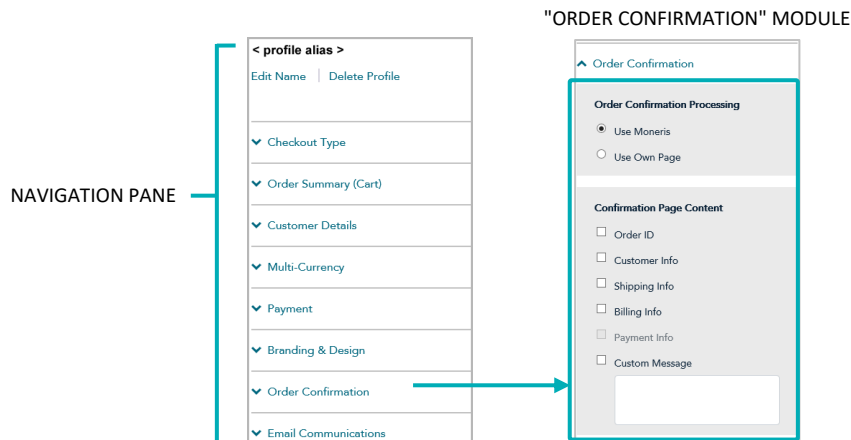 "ORDER CONFIRMATION" MODULE
< profile alias >
Edit Name | Delete Profile
Checkout Type
Order Summary (Cart)
NAVIGATION PANE
Customer Details
Multi-Currency
Payment
Branding & Design
Order Confirmation
Email Communications
Order Confirmation
Order Confirmation Processing
Use Moneris
Use Own Page
Confirmation Page Content
Order ID
Customer Info
Shipping Info
Billing Info
Payment Info
Custom Message